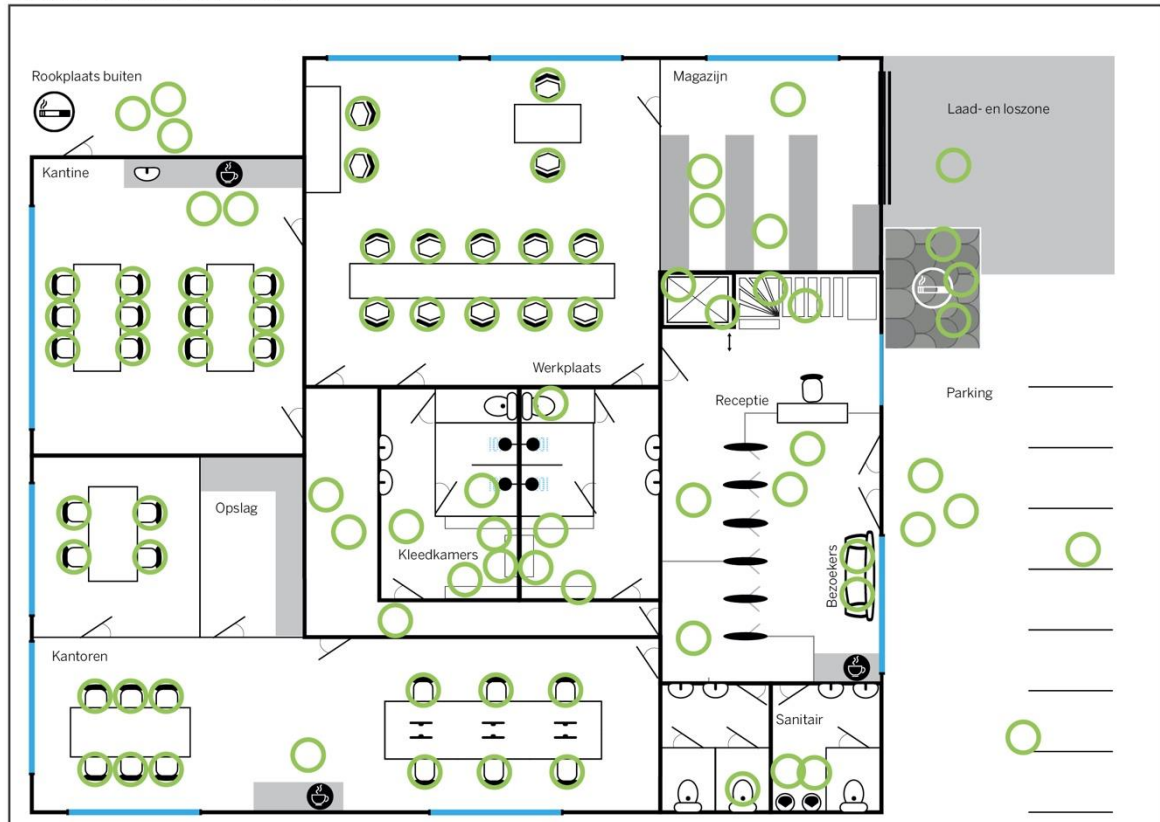 Rookplaats buiten
Magazijn
Laad- en loszone
Kantine
Werkplaats
Receptie
Parking
Opslag
Kleedkamers
Bezoekers
Kantoren
Sanitair